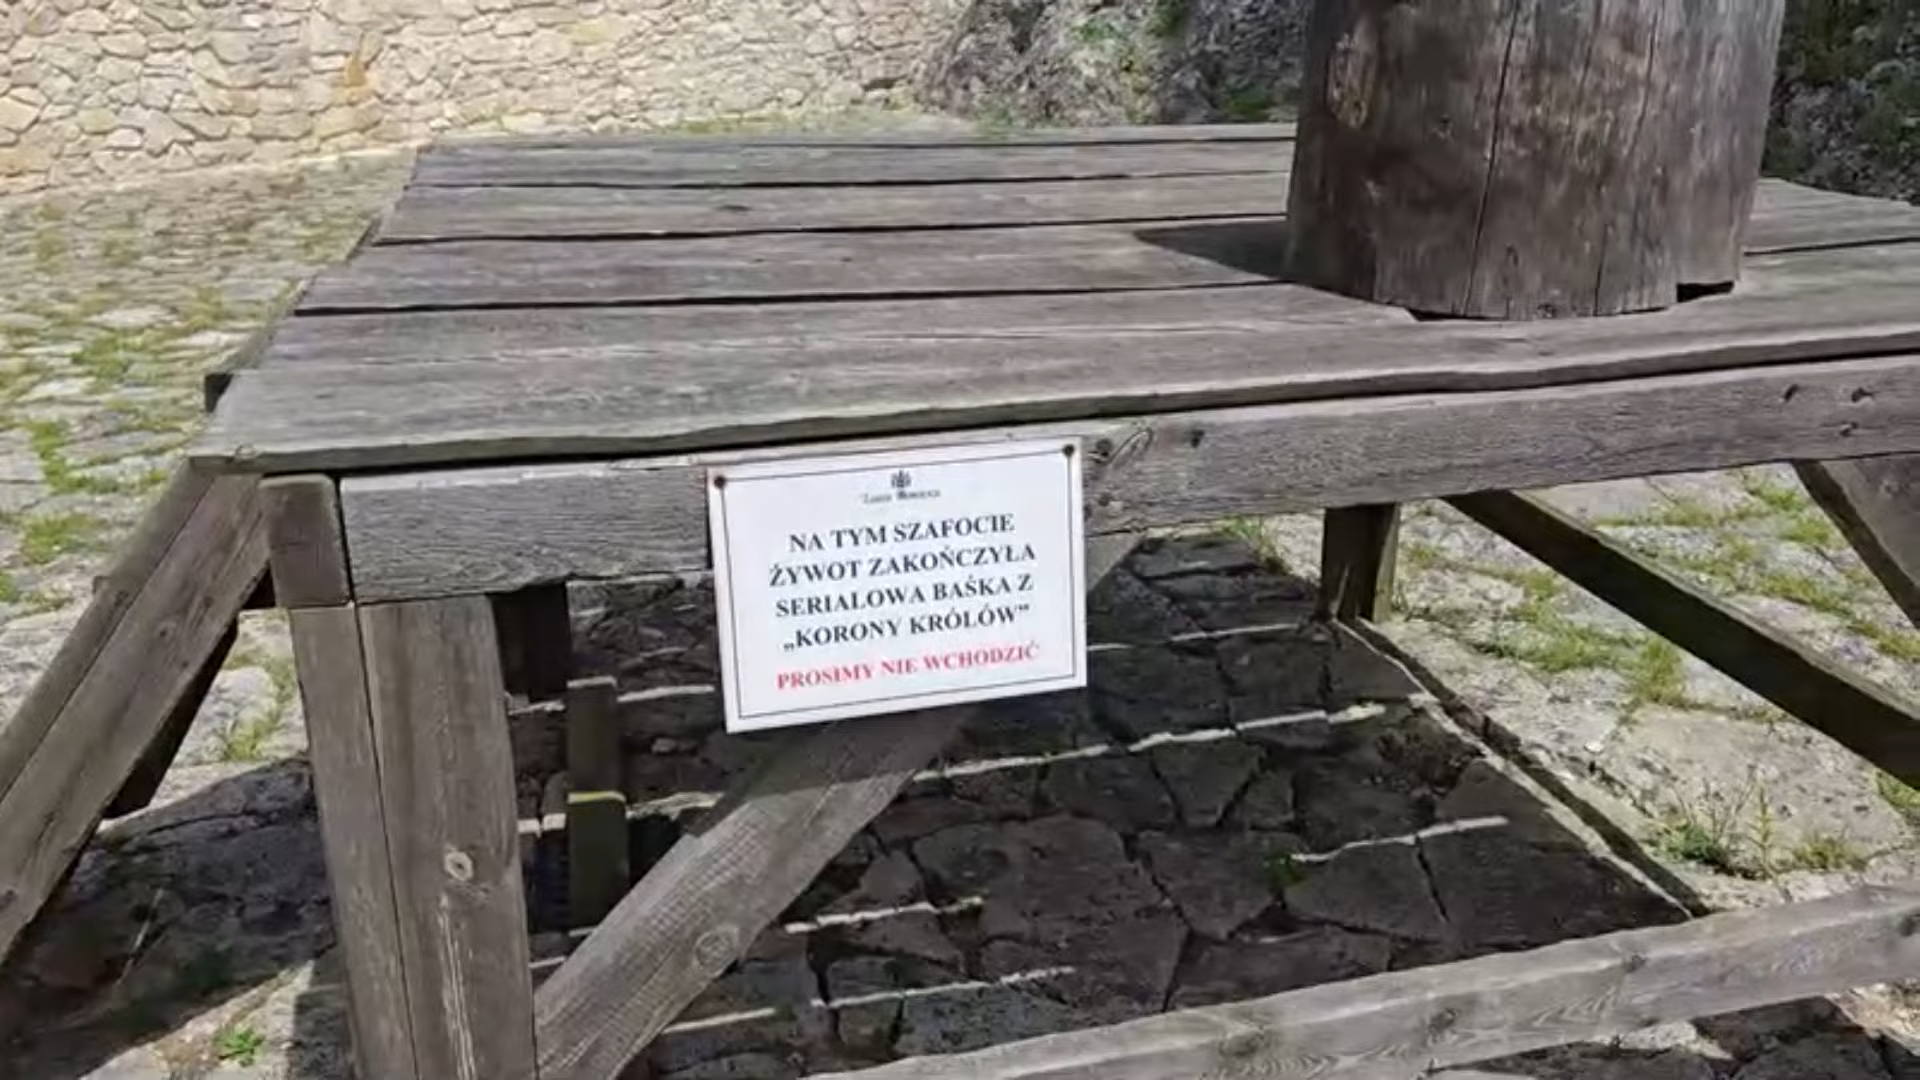 NA TYM SZAFOCIE
ŻYWOT ZAKOŃCZYŁA
SERIALOWA BAŚKA Z
„KORONY KRÓLÓW”
PROSIMY NIE WCHODZIĆ